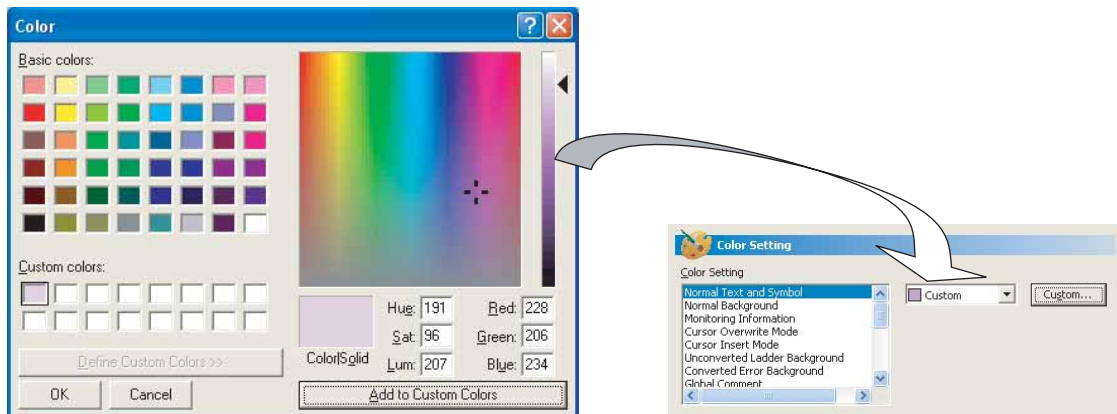 Color
?
Basic colors:
Custom colors:
Define Custom Colors >>
OK Cancel
Color|Solid
Hue: 191 Red: 228
Sat: 96 Green: 206
Lum: 207 Blue: 234
Add to Custom Colors
Color Setting
Color Setting
Normal Text and Symbol
Normal Background
Monitoring Information
Cursor Overwrite Mode
Cursor Insert Mode
Unconverted Ladder Background
Converted Error Background
Global Comment
Custom
Custom...